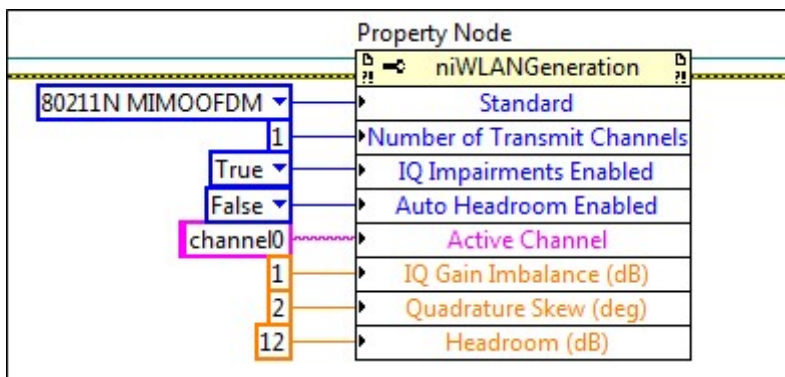 Property Node
niWLANGeneration
80211N MIMOOFDM Standard
1 Number of Transmit Channels
True IQ Impairments Enabled
False Auto Headroom Enabled
channel0 Active Channel
1 IQ Gain Imbalance (dB)
2 Quadrature Skew (deg)
12 Headroom (dB)